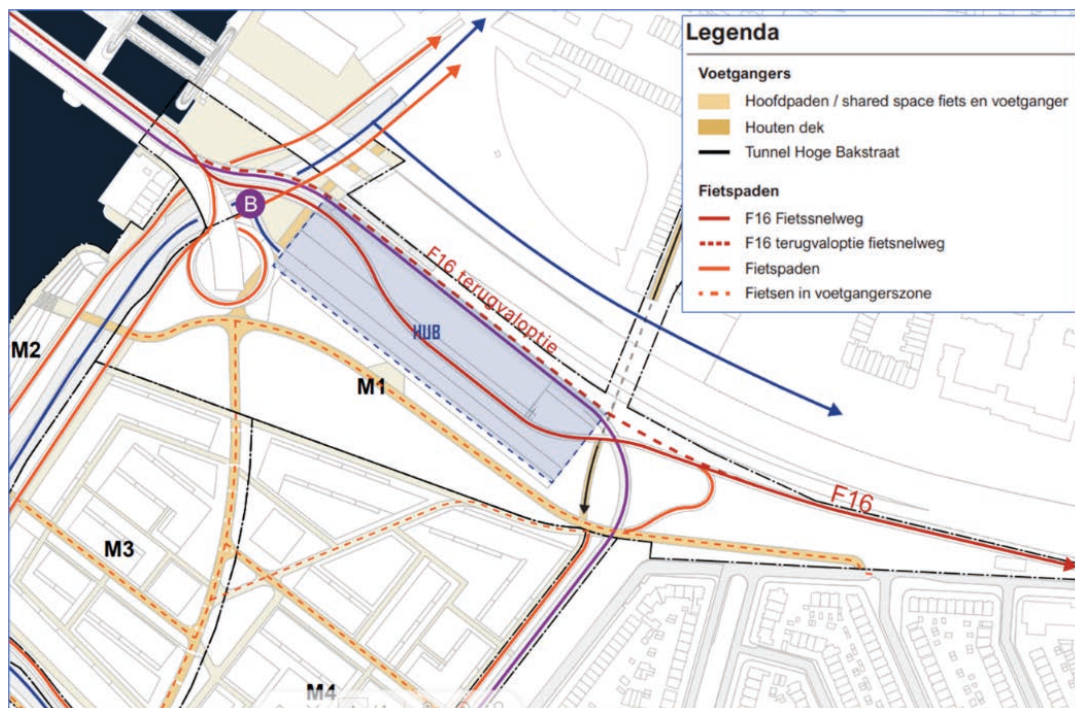 Legenda
Voetgangers
Hoofdpaden / shared space fiets en voetganger
Houten dek
Tunnel Hoge Bakstraat
Fietspaden
F16 Fietssnelweg
F16 terugvaloptie fietsnelweg
Fietspaden
Fietsen in voetgangerszone
B
F16 terugvaloptie
HUB
M2
M1
F16
M3
M4